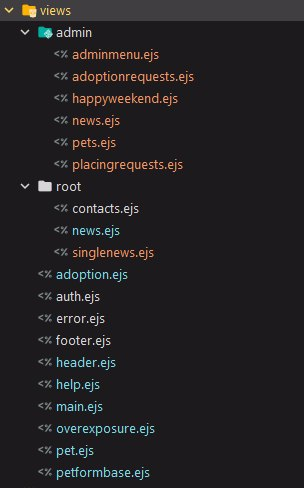 views
admin
adminmenu.ejs
adoptionrequests.ejs
happyweekend.ejs
news.ejs
pets.ejs
placingrequests.ejs
root
contacts.ejs
news.ejs
singlenews.ejs
adoption.ejs
auth.ejs
error.ejs
footer.ejs
header.ejs
help.ejs
main.ejs
overexposure.ejs
pet.ejs
petformbase.ejs